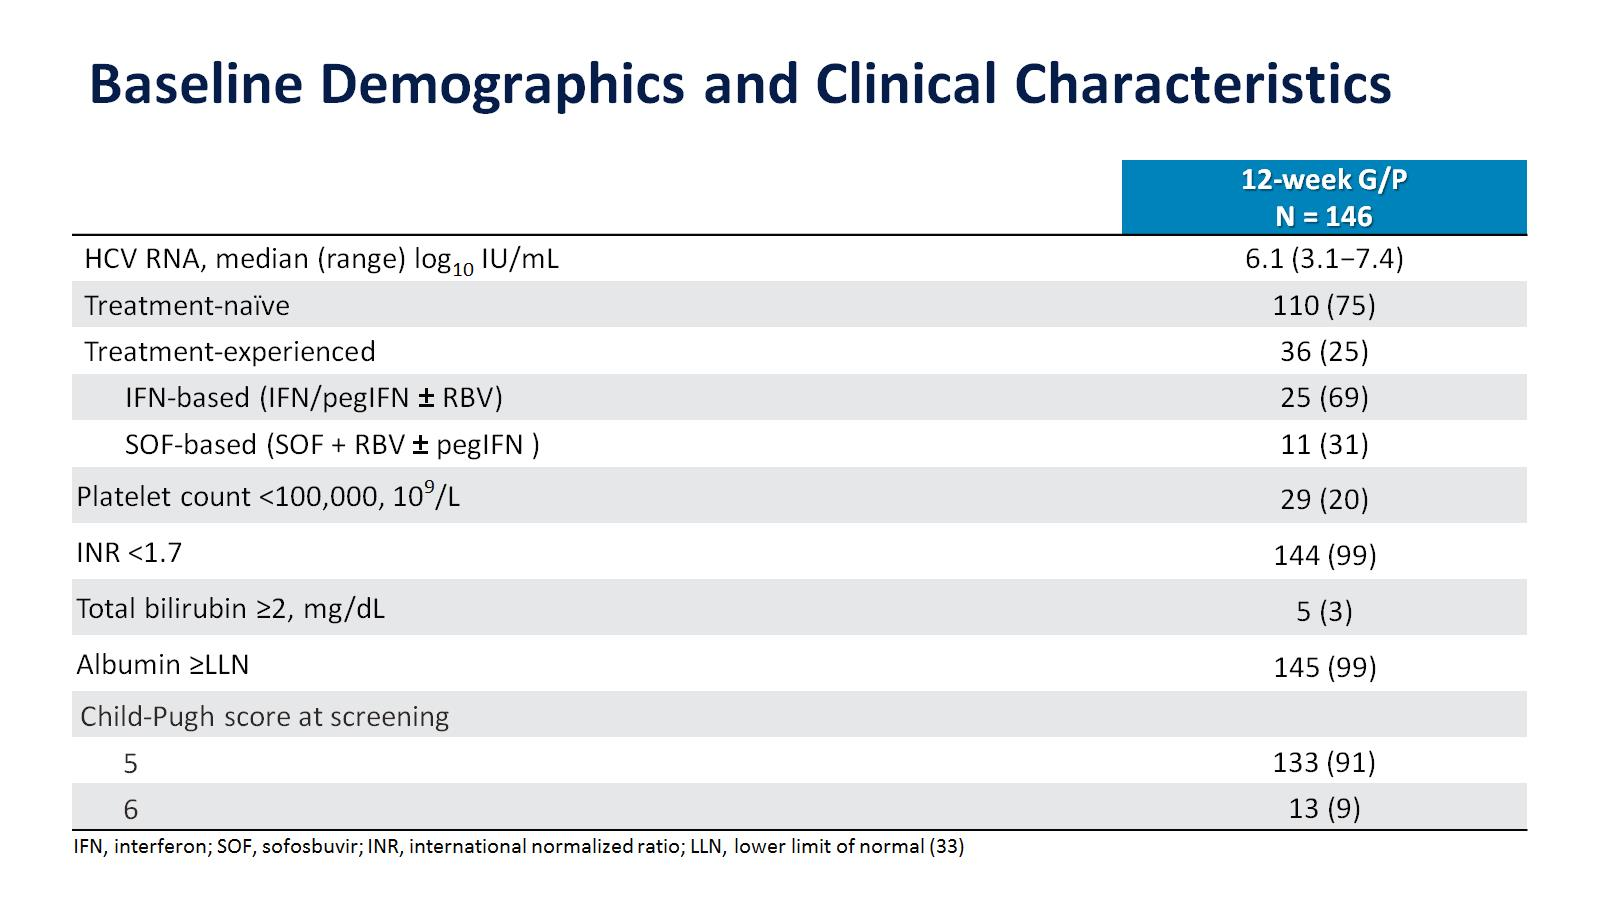 Baseline Demographics and Clinical Characteristics
12-week G/P
N = 146
HCV RNA, median (range) log10 IU/mL 6.1 (3.1–7.4)
Treatment-naïve 110 (75)
Treatment-experienced 36 (25)
IFN-based (IFN/pegIFN ± RBV) 25 (69)
SOF-based (SOF + RBV ± pegIFN ) 11 (31)
Platelet count <100,000, 10⁹/L 29 (20)
INR <1.7 144 (99)
Total bilirubin ≥2, mg/dL 5 (3)
Albumin ≥LLN 145 (99)
Child-Pugh score at screening
5 133 (91)
6 13 (9)
IFN, interferon; SOF, sofosbuvir; INR, international normalized ratio; LLN, lower limit of normal (33)